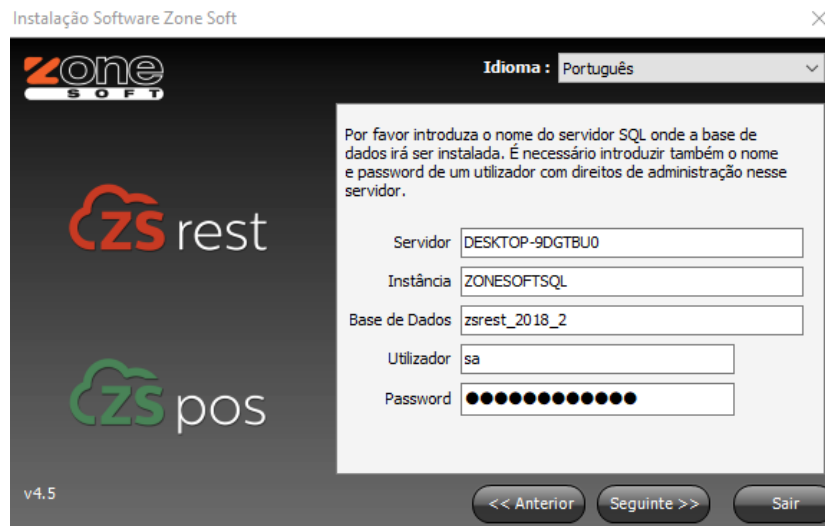 Instalação Software Zone Soft
zone
SOFT
Idioma : Português
Por favor introduza o nome do servidor SQL onde a base de
dados irá ser instalada. É necessário introduzir também o nome
e password de um utilizador com direitos de administração nesse
servidor.
Servidor DESKTOP-9DGTBU0
Instância ZONESOFTSQL
Base de Dados zsrest_2018_2
Utilizador sa
Password ●●●●●●●●●●●●
ZS rest
ZS pos
v4.5
<< Anterior Seguinte >> Sair